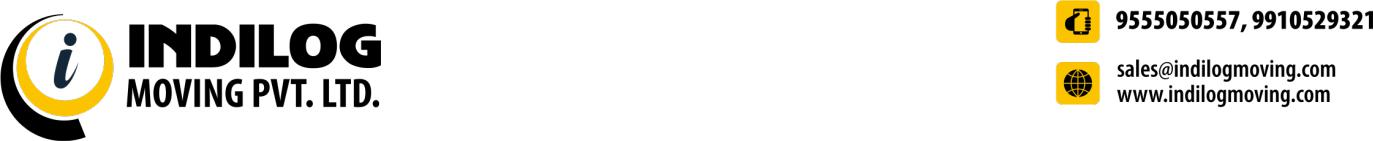 i
INDILOG
MOVING PVT. LTD.
9555050557, 9910529321
sales@indilogmoving.com
www.indilogmoving.com